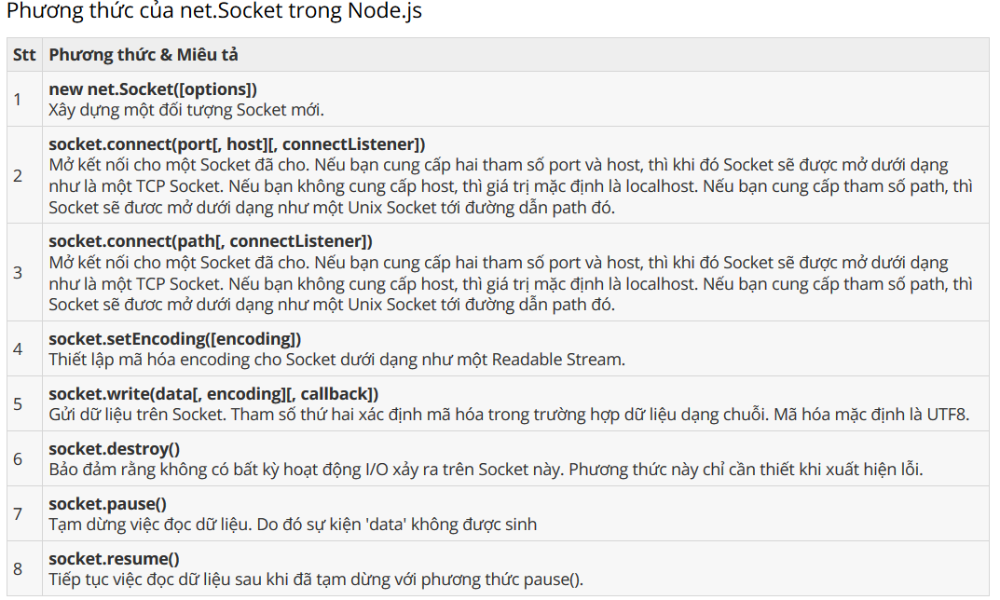 Phương thức của net.Socket trong Node.js
Stt Phương thức & Miêu tả
1
new net.Socket([options])
Xây dựng một đối tượng Socket mới.
2
socket.connect(port[, host][, connectListener])
Mở kết nối cho một Socket đã cho. Nếu bạn cung cấp hai tham số port và host, thì khi đó Socket sẽ được mở dưới dạng
như là một TCP Socket. Nếu bạn không cung cấp host, thì giá trị mặc định là localhost. Nếu bạn cung cấp tham số path, thì
Socket sẽ đươc mở dưới dạng như một Unix Socket tới đường dẫn path đó.
3
socket.connect(path[, connectListener])
Mở kết nối cho một Socket đã cho. Nếu bạn cung cấp hai tham số port và host, thì khi đó Socket sẽ được mở dưới dạng
như là một TCP Socket. Nếu bạn không cung cấp host, thì giá trị mặc định là localhost. Nếu bạn cung cấp tham số path, thì
Socket sẽ đươc mở dưới dạng như một Unix Socket tới đường dẫn path đó.
4
socket.setEncoding([encoding])
Thiết lập mã hóa encoding cho Socket dưới dạng như một Readable Stream.
5
socket.write(data[, encoding][, callback])
Gửi dữ liệu trên Socket. Tham số thứ hai xác định mã hóa trong trường hợp dữ liệu dạng chuỗi. Mã hóa mặc định là UTF8.
6
socket.destroy()
Bảo đảm rằng không có bất kỳ hoạt động I/O xảy ra trên Socket này. Phương thức này chỉ cần thiết khi xuất hiện lỗi.
7
socket.pause()
Tạm dừng việc đọc dữ liệu. Do đó sự kiện 'data' không được sinh
8
socket.resume()
Tiếp tục việc đọc dữ liệu sau khi đã tạm dừng với phương thức pause().